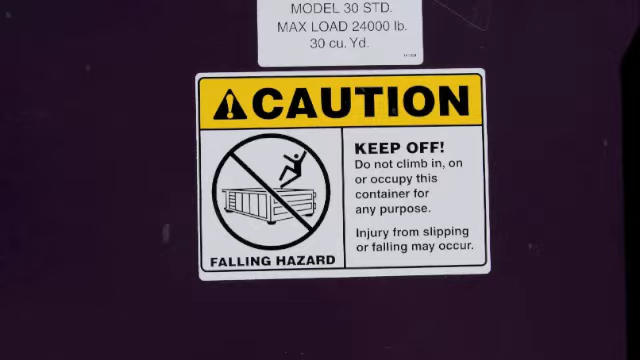 MODEL 30 STD.
MAX LOAD 24000 lb.
30 cu. Yd.
CAUTION
KEEP OFF!
Do not climb in, on
or occupy this
container for
any purpose.
Injury from slipping
or falling may occur.
FALLING HAZARD